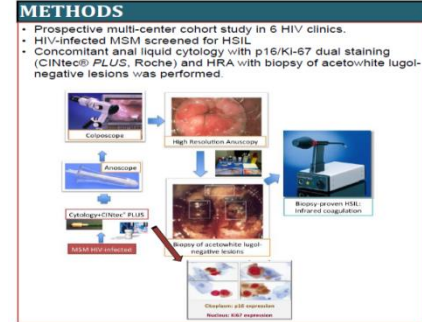 METHODS
• Prospective multi-center cohort study in 6 HIV clinics.
• HIV-infected MSM screened for HSIL
• Concomitant anal liquid cytology with p16/Ki-67 dual staining
(CINtec® PLUS, Roche) and HRA with biopsy of acetowhite lugol-
negative lesions was performed.
Colposcope
High Resolution Anuscopy
Anoscope
Biopsy-proven HSIL:
Infrared coagulation
Cytology+CINtec® PLUS
MSM HIV-infected
Biopsy of acetowhite lugol-
negative lesions
Citoplasm: p16 expression
Nucleus: Ki67 expression